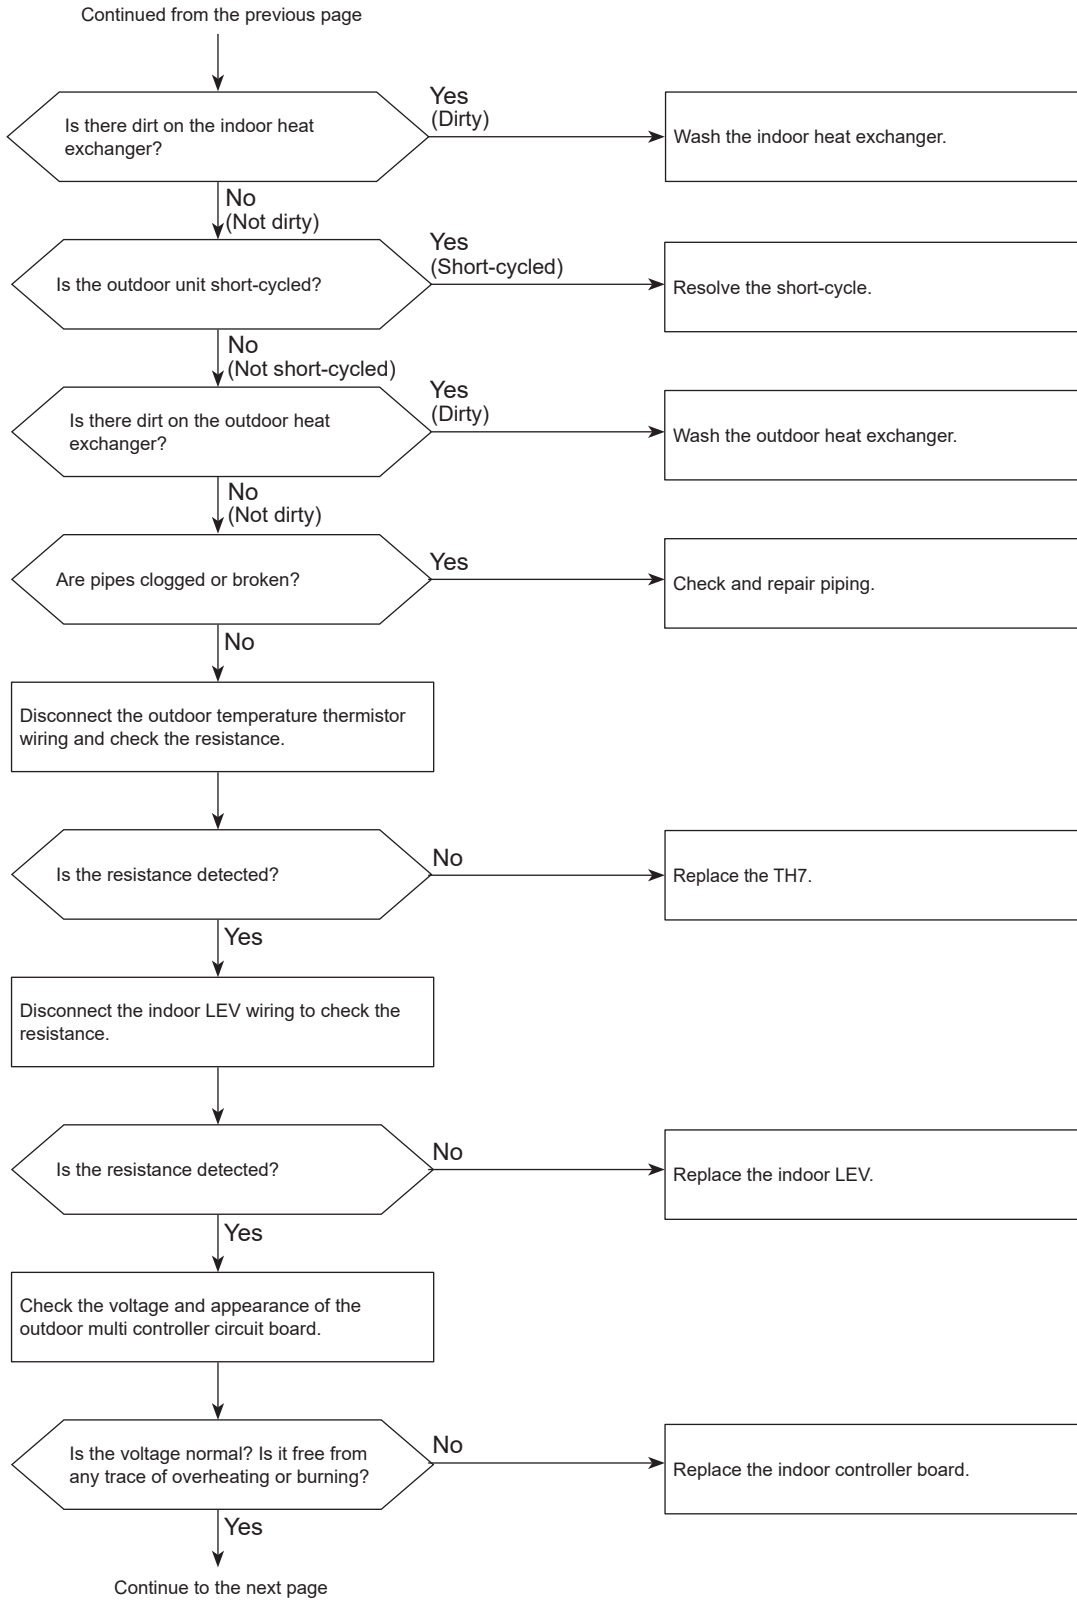 Continued from the previous page
Is there dirt on the indoor heat
exchanger?
Yes
(Dirty)
Wash the indoor heat exchanger.
No
(Not dirty)
Is the outdoor unit short-cycled?
Yes
(Short-cycled)
Resolve the short-cycle.
No
(Not short-cycled)
Is there dirt on the outdoor heat
exchanger?
Yes
(Dirty)
Wash the outdoor heat exchanger.
No
(Not dirty)
Are pipes clogged or broken?
Yes
Check and repair piping.
No
Disconnect the outdoor temperature thermistor
wiring and check the resistance.
Is the resistance detected?
No
Replace the TH7.
Yes
Disconnect the indoor LEV wiring to check the
resistance.
Is the resistance detected?
No
Replace the indoor LEV.
Yes
Check the voltage and appearance of the
outdoor multi controller circuit board.
Is the voltage normal? Is it free from
any trace of overheating or burning?
No
Replace the indoor controller board.
Yes
Continue to the next page